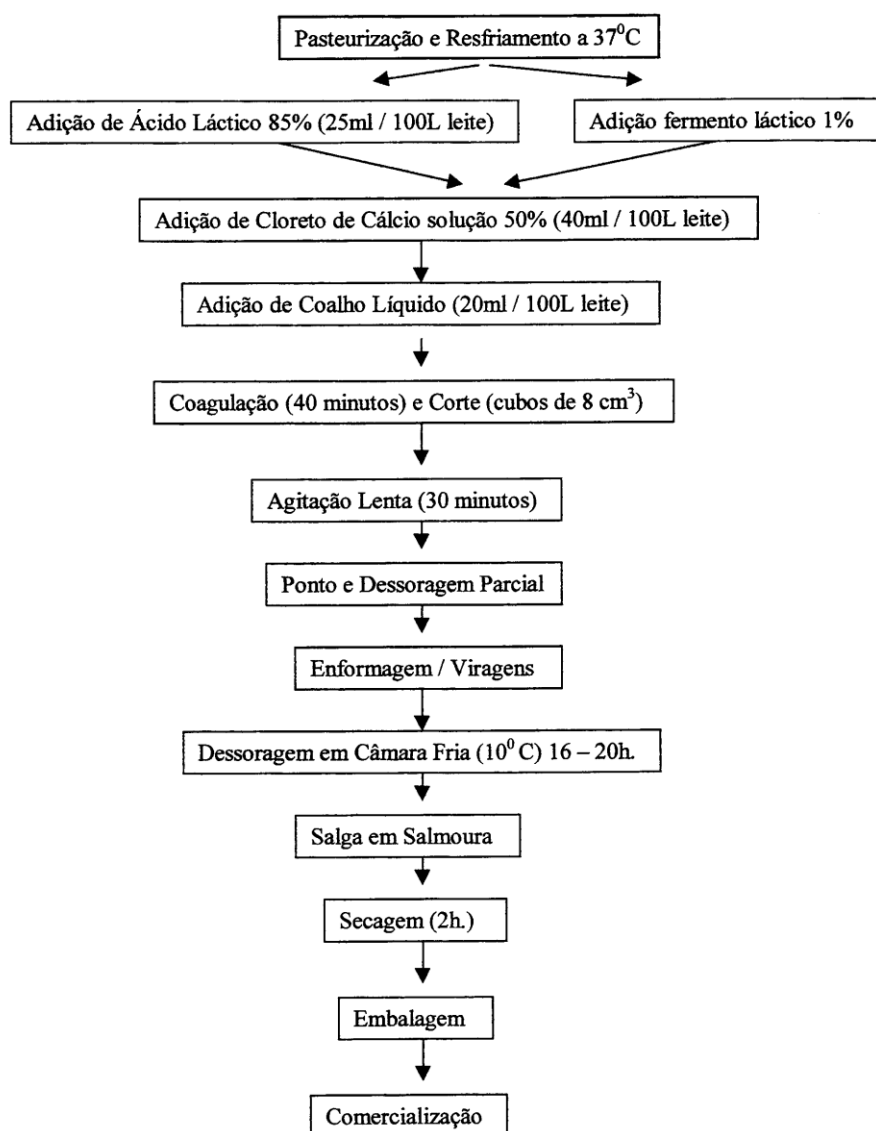 Pasteurização e Resfriamento a 37⁰C
Adição de Ácido Láctico 85% (25ml / 100L leite)
Adição fermento láctico 1%
Adição de Cloreto de Cálcio solução 50% (40ml / 100L leite)
Adição de Coalho Líquido (20ml / 100L leite)
Coagulação (40 minutos) e Corte (cubos de 8 cm³)
Agitação Lenta (30 minutos)
Ponto e Dessoragem Parcial
Enformagem / Viragens
Dessoragem em Câmara Fria (10⁰ C) 16 – 20h.
Salga em Salmoura
Secagem (2h.)
Embalagem
Comercialização